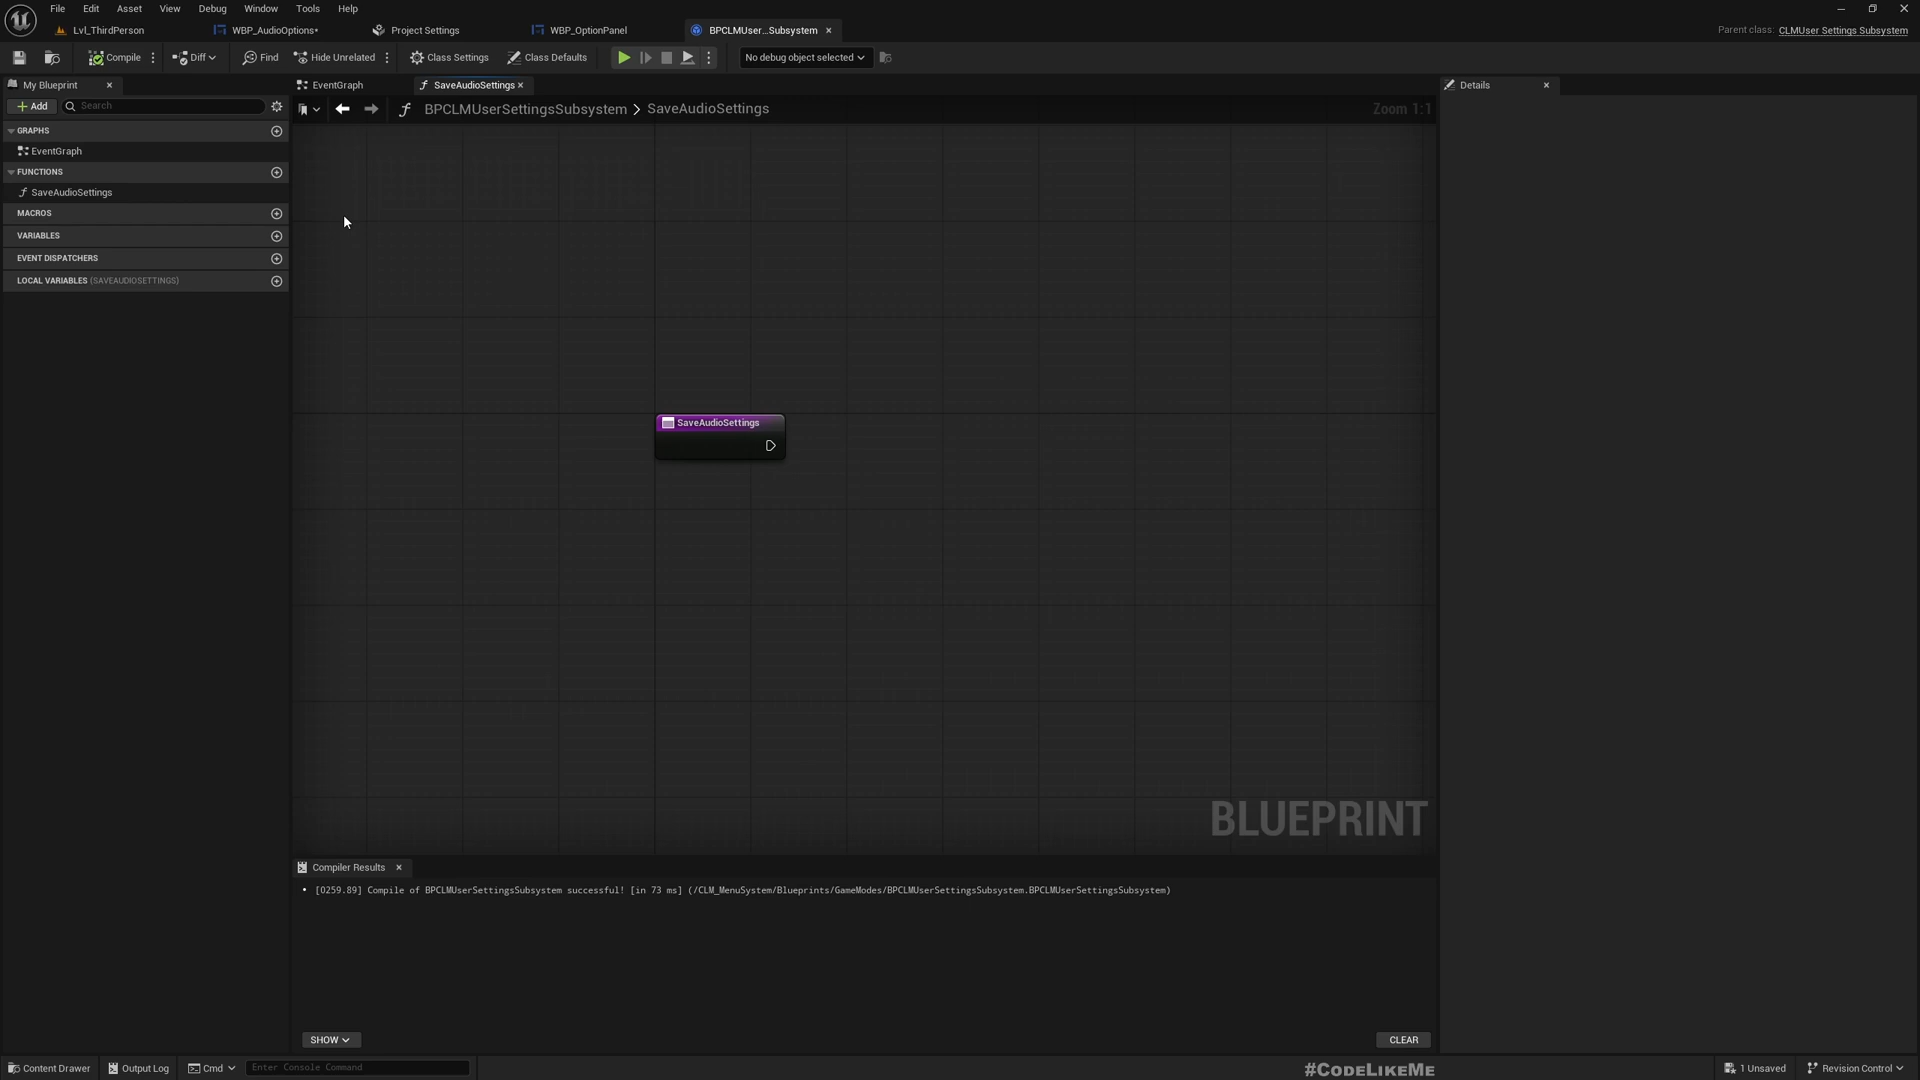 File Edit Asset View Debug Window Tools Help
Lvl_ThirdPerson WBP_AudioOptions* Project Settings WBP_OptionPanel BPCLMUser...Subsystem Parent class: CLMUser Settings Subsystem
Compile Diff Find Hide Unrelated Class Settings Class Defaults No debug object selected
My Blueprint EventGraph SaveAudioSettings Details
Add Search BPCLMUserSettingsSubsystem > SaveAudioSettings Zoom 1:1
GRAPHS
EventGraph
FUNCTIONS
SaveAudioSettings
MACROS
VARIABLES
EVENT DISPATCHERS
LOCAL VARIABLES (SAVEAUDIOSETTINGS)
SaveAudioSettings
BLUEPRINT
Compiler Results
• [0259.89] Compile of BPCLMUserSettingsSubsystem successful! [in 73 ms] (/CLM_MenuSystem/Blueprints/GameModes/BPCLMUserSettingsSubsystem.BPCLMUserSettingsSubsystem)
SHOW CLEAR
Content Drawer Output Log Cmd Enter Console Command #CODELIKEME 1 Unsaved Revision Control